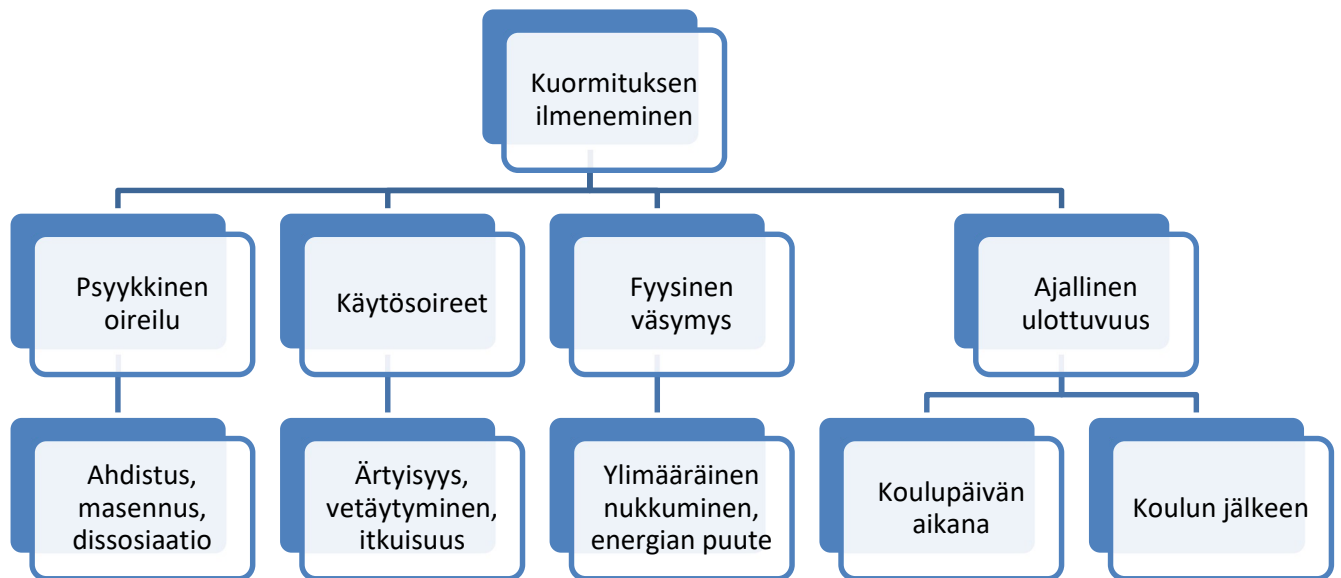 Kuormituksen
ilmeneminen
Psyykkinen
oireilu
Käytösoireet
Fyysinen
väsymys
Ajallinen
ulottuvuus
Ahdistus,
masennus,
dissosiaatio
Ärtyisyys,
vetäytyminen,
itkuisuus
Ylimääräinen
nukkuminen,
energian puute
Koulupäivän
aikana
Koulun jälkeen